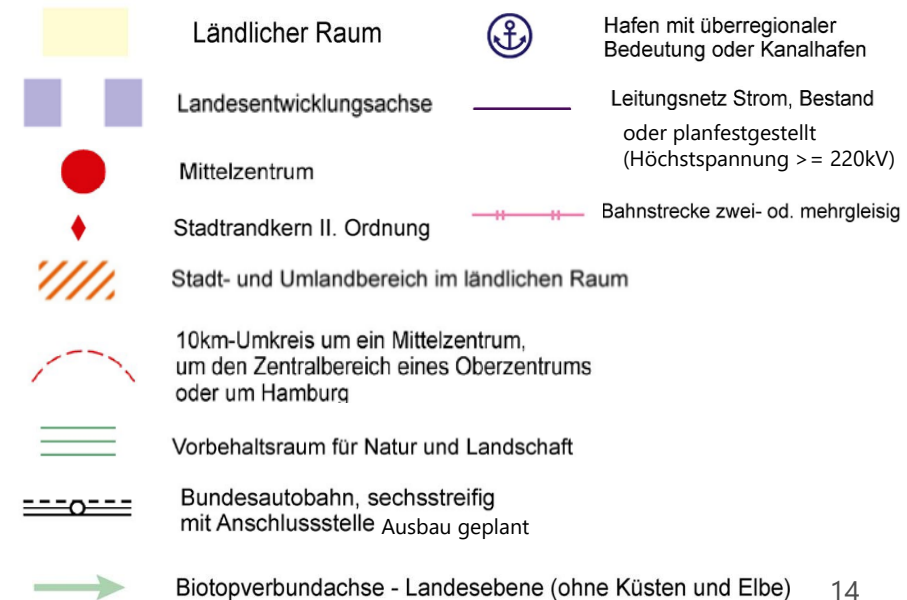 Ländlicher Raum
Landesentwicklungsachse
Mittelzentrum
Stadtrandkern II. Ordnung
Stadt- und Umlandbereich im ländlichen Raum
10km-Umkreis um ein Mittelzentrum,
um den Zentralbereich eines Oberzentrums
oder um Hamburg
Vorbehaltsraum für Natur und Landschaft
Bundesautobahn, sechsstreifig
mit Anschlussstelle Ausbau geplant
Biotopverbundachse - Landesebene (ohne Küsten und Elbe)
Hafen mit überregionaler
Bedeutung oder Kanalhafen
Leitungsnetz Strom, Bestand
oder planfestgestellt
(Höchstspannung >= 220kV)
Bahnstrecke zwei- od. mehrgleisig
14